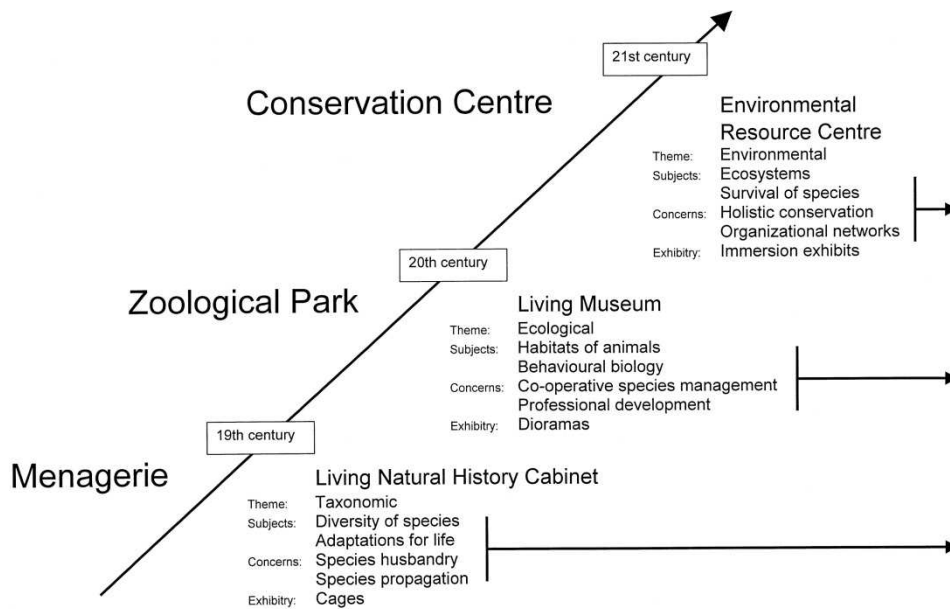 21st century
Conservation Centre
Environmental
Resource Centre
Theme: Environmental
Subjects: Ecosystems
Survival of species
Concerns: Holistic conservation
Organizational networks
Exhibitry: Immersion exhibits
20th century
Zoological Park
Living Museum
Theme: Ecological
Subjects: Habitats of animals
Behavioural biology
Concerns: Co-operative species management
Professional development
Exhibitry: Dioramas
19th century
Menagerie
Living Natural History Cabinet
Theme: Taxonomic
Subjects: Diversity of species
Adaptations for life
Concerns: Species husbandry
Species propagation
Exhibitry: Cages